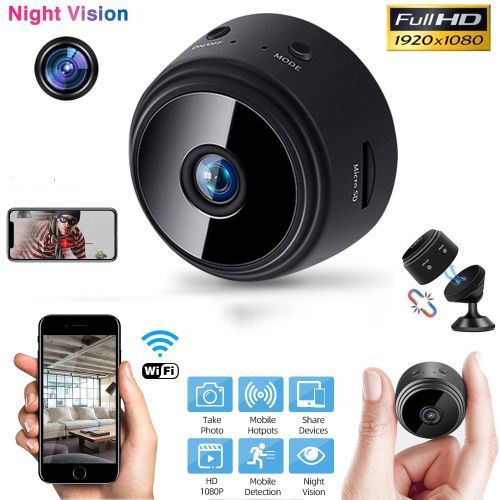 Night Vision
Full HD
1920x1080
ON/OFF
MODE
Micro SD
WiFi
Take
Photo
Mobile
Hotpots
Share
Devices
HD
1080P
Mobile
Detection
Night
Vision